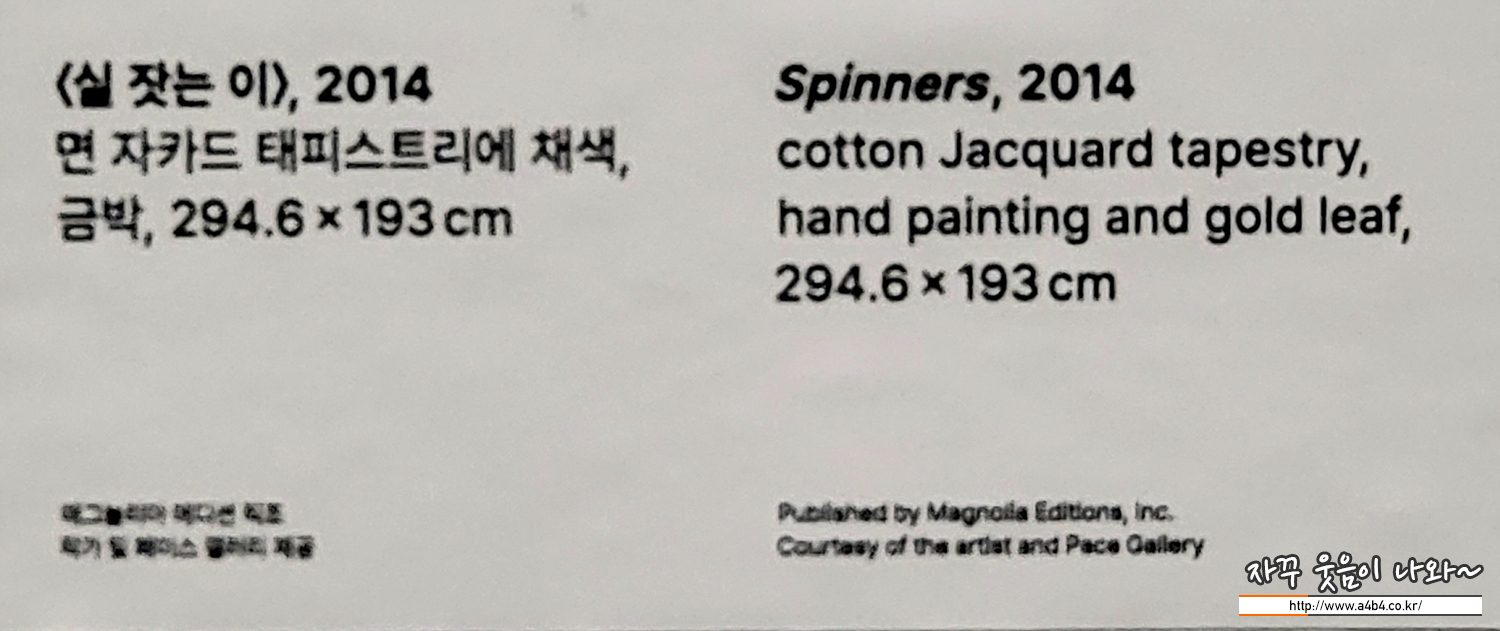 〈실 잣는 이〉, 2014
면 자카드 태피스트리에 채색,
금박, 294.6 × 193 cm
매그놀리아 에디션 직조
작가 및 페이스 갤러리 제공
Spinners, 2014
cotton Jacquard tapestry,
hand painting and gold leaf,
294.6 × 193 cm
Published by Magnolia Editions, Inc.
Courtesy of the artist and Pace Gallery
자꾸 웃음이 나와~
http://www.a4b4.co.kr/